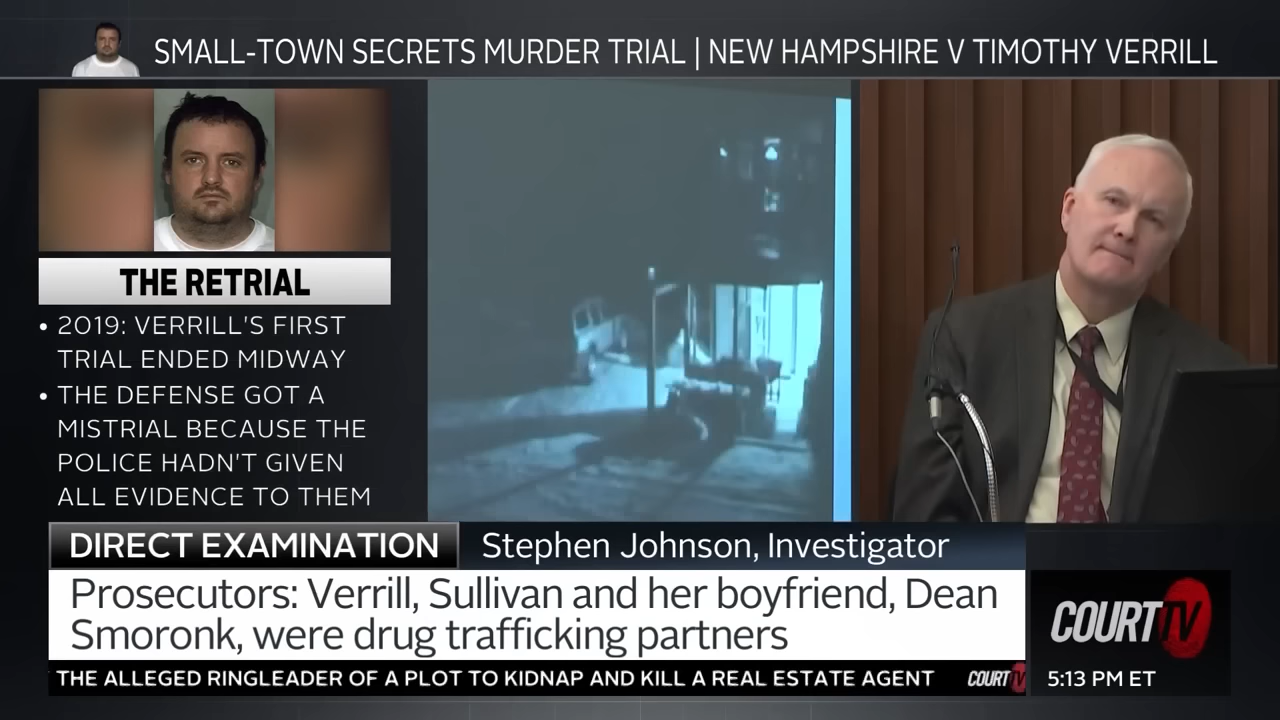 SMALL-TOWN SECRETS MURDER TRIAL | NEW HAMPSHIRE V TIMOTHY VERRILL
THE RETRIAL
• 2019: VERRILL'S FIRST
TRIAL ENDED MIDWAY
• THE DEFENSE GOT A
MISTRIAL BECAUSE THE
POLICE HADN'T GIVEN
ALL EVIDENCE TO THEM
DIRECT EXAMINATION
Stephen Johnson, Investigator
Prosecutors: Verrill, Sullivan and her boyfriend, Dean
Smoronk, were drug trafficking partners
COURT TV
THE ALLEGED RINGLEADER OF A PLOT TO KIDNAP AND KILL A REAL ESTATE AGENT
COURT TV
5:13 PM ET